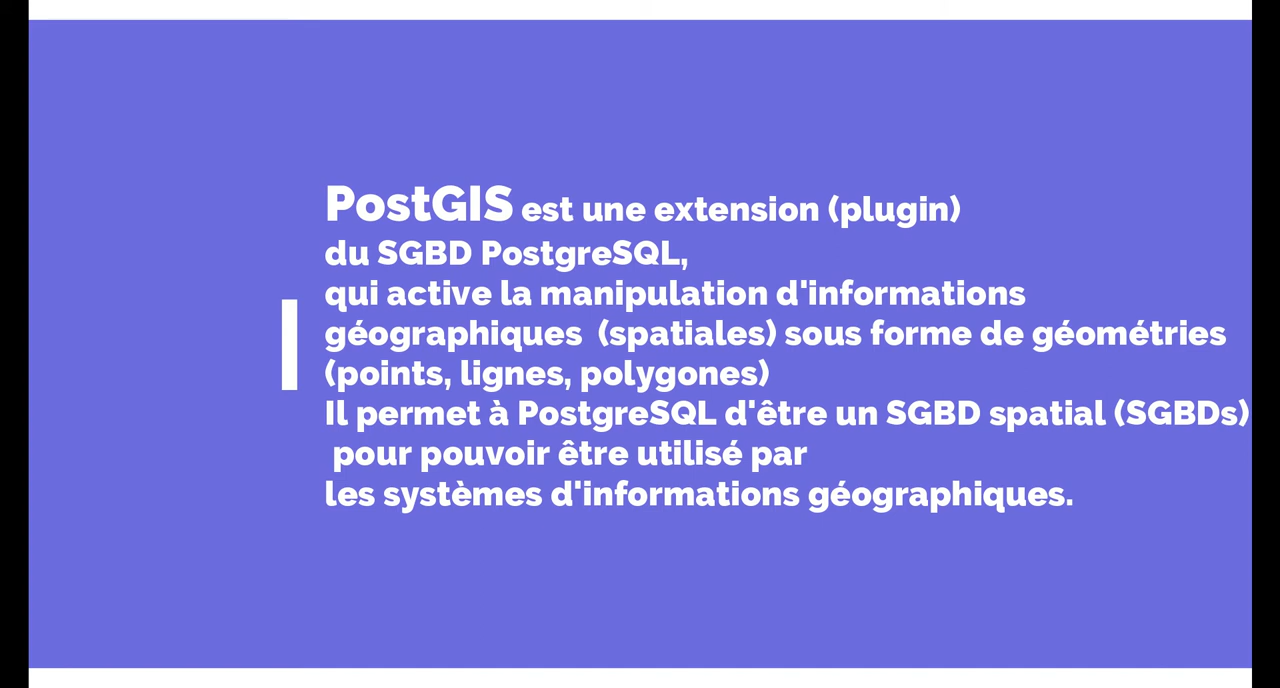 PostGIS est une extension (plugin)
du SGBD PostgreSQL,
qui active la manipulation d'informations
géographiques  (spatiales) sous forme de géométries
(points, lignes, polygones)
Il permet à PostgreSQL d'être un SGBD spatial (SGBDs)
pour pouvoir être utilisé par
les systèmes d'informations géographiques.